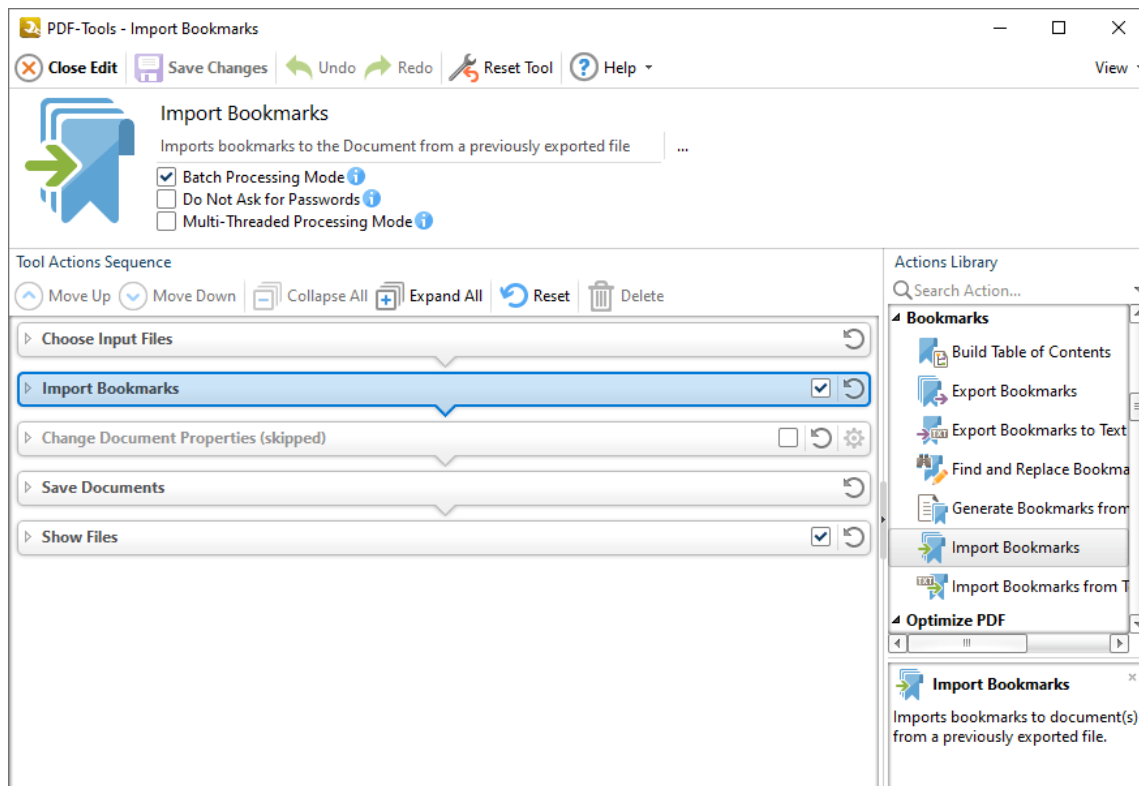 PDF-Tools - Import Bookmarks
Close Edit Save Changes Undo Redo Reset Tool ? Help View
Import Bookmarks
Imports bookmarks to the Document from a previously exported file ...
Batch Processing Mode i
Do Not Ask for Passwords i
Multi-Threaded Processing Mode i
Tool Actions Sequence
Move Up Move Down Collapse All Expand All Reset Delete
Choose Input Files
Import Bookmarks
Change Document Properties (skipped)
Save Documents
Show Files
Actions Library
Search Action...
Bookmarks
Build Table of Contents
Export Bookmarks
TXT Export Bookmarks to Text
Find and Replace Bookma
Generate Bookmarks from
Import Bookmarks
TXT Import Bookmarks from T
Optimize PDF
Import Bookmarks
Imports bookmarks to document(s)
from a previously exported file.